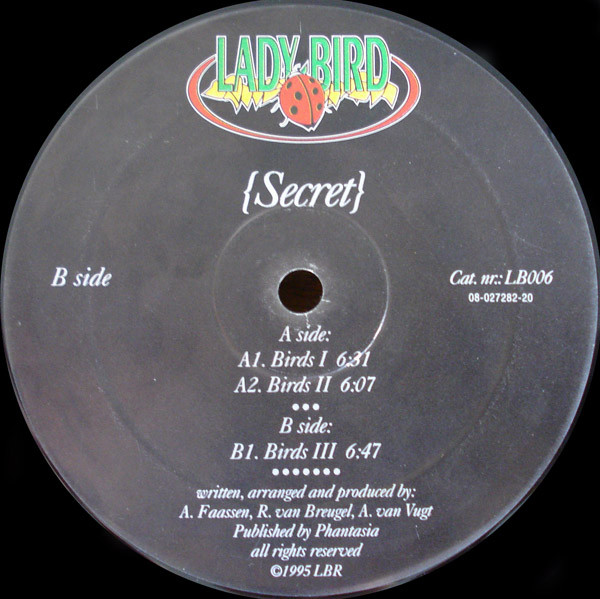 LADY BIRD
{Secret}
B side
Cat. nr.: LB006
08-027282-20
A side:
A1. Birds I 6:31
A2. Birds II 6:07
B side:
B1. Birds III 6:47
written, arranged and produced by:
A. Faassen, R. van Breugel, A. van Vugt
Published by Phantasia
all rights reserved
©1995 LBR